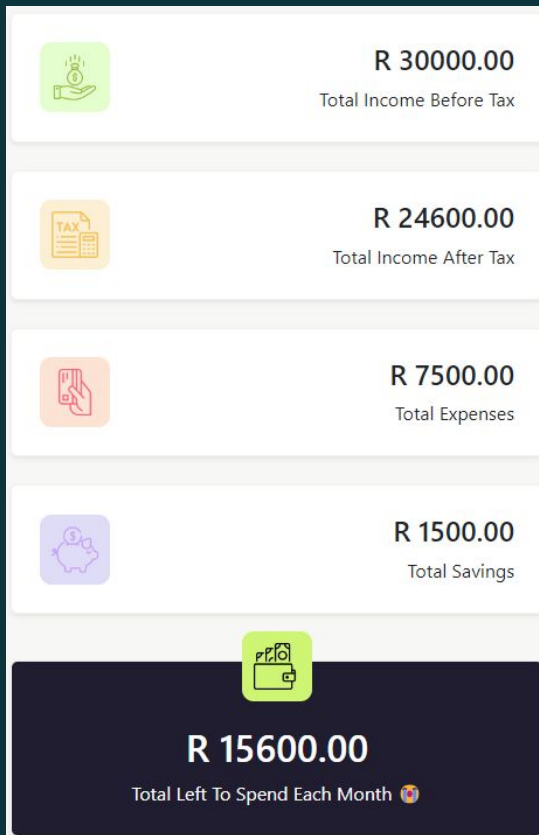 R 30000.00
Total Income Before Tax
TAX
R 24600.00
Total Income After Tax
R 7500.00
Total Expenses
$
R 1500.00
Total Savings
R 15600.00
Total Left To Spend Each Month 😭